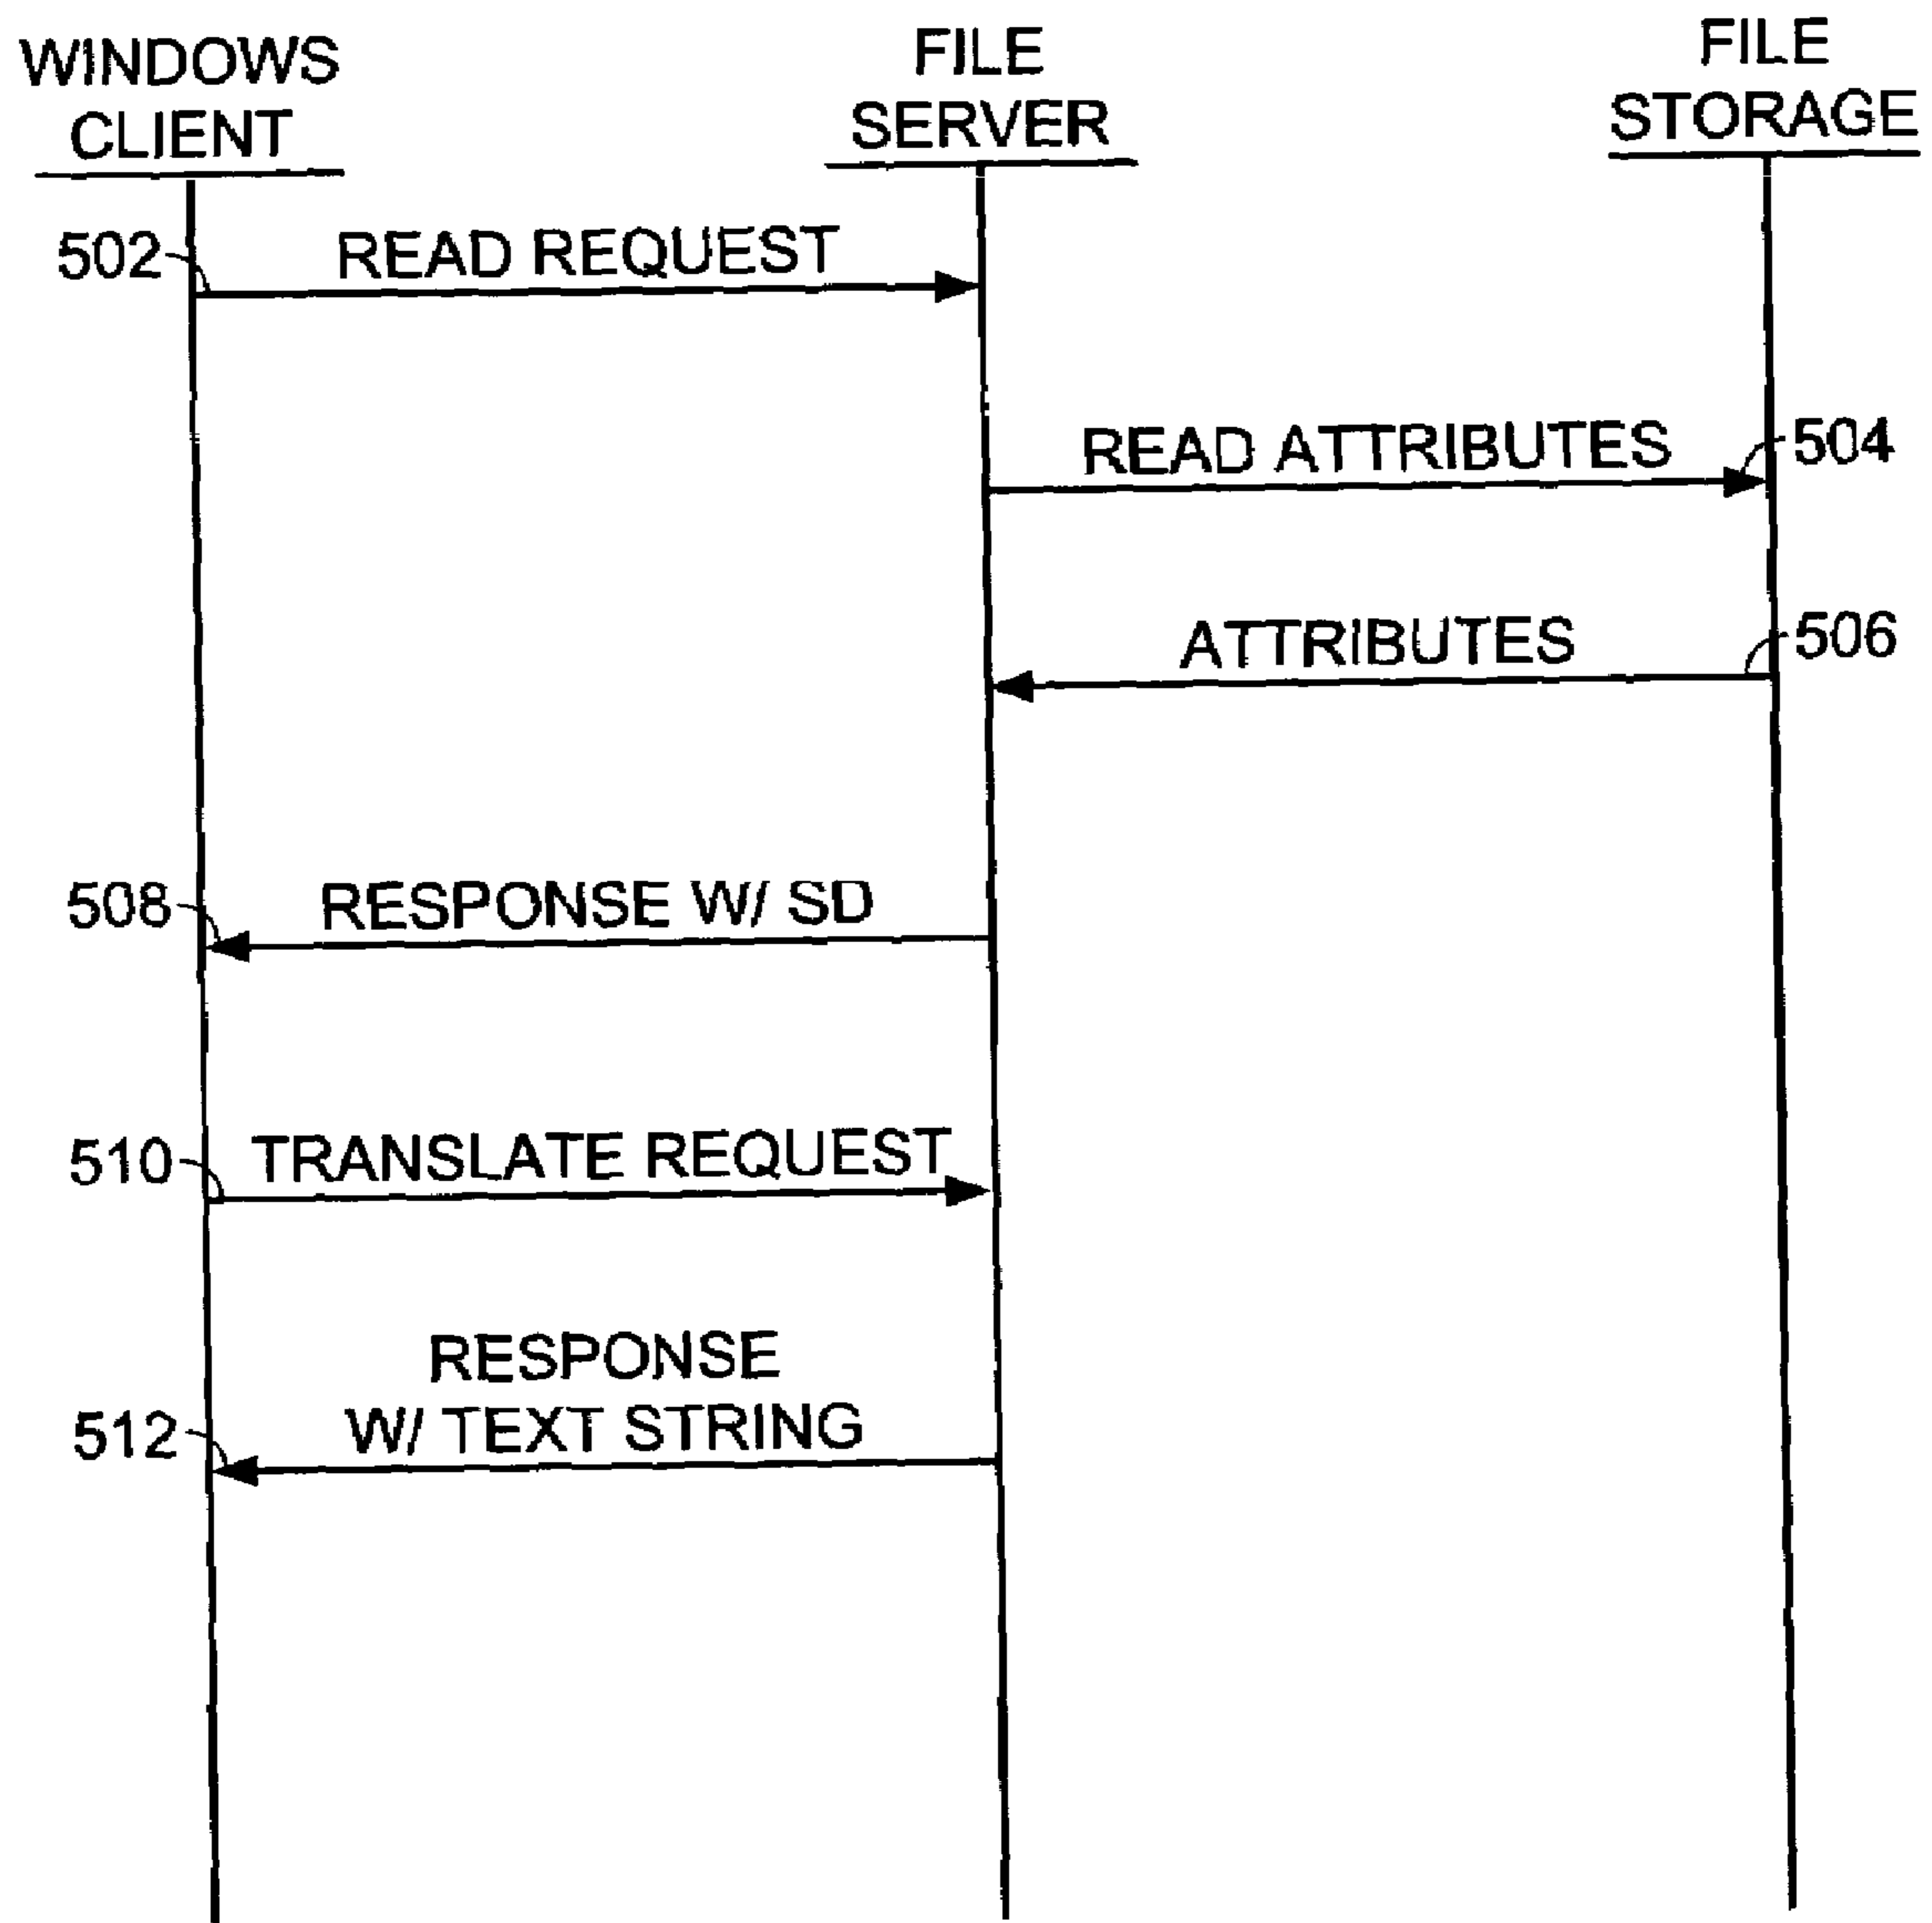 WINDOWS
CLIENT
FILE
SERVER
FILE
STORAGE
502
READ REQUEST
READ ATTRIBUTES
504
ATTRIBUTES
506
508
RESPONSE W/ SD
510
TRANSLATE REQUEST
RESPONSE
W/ TEXT STRING
512